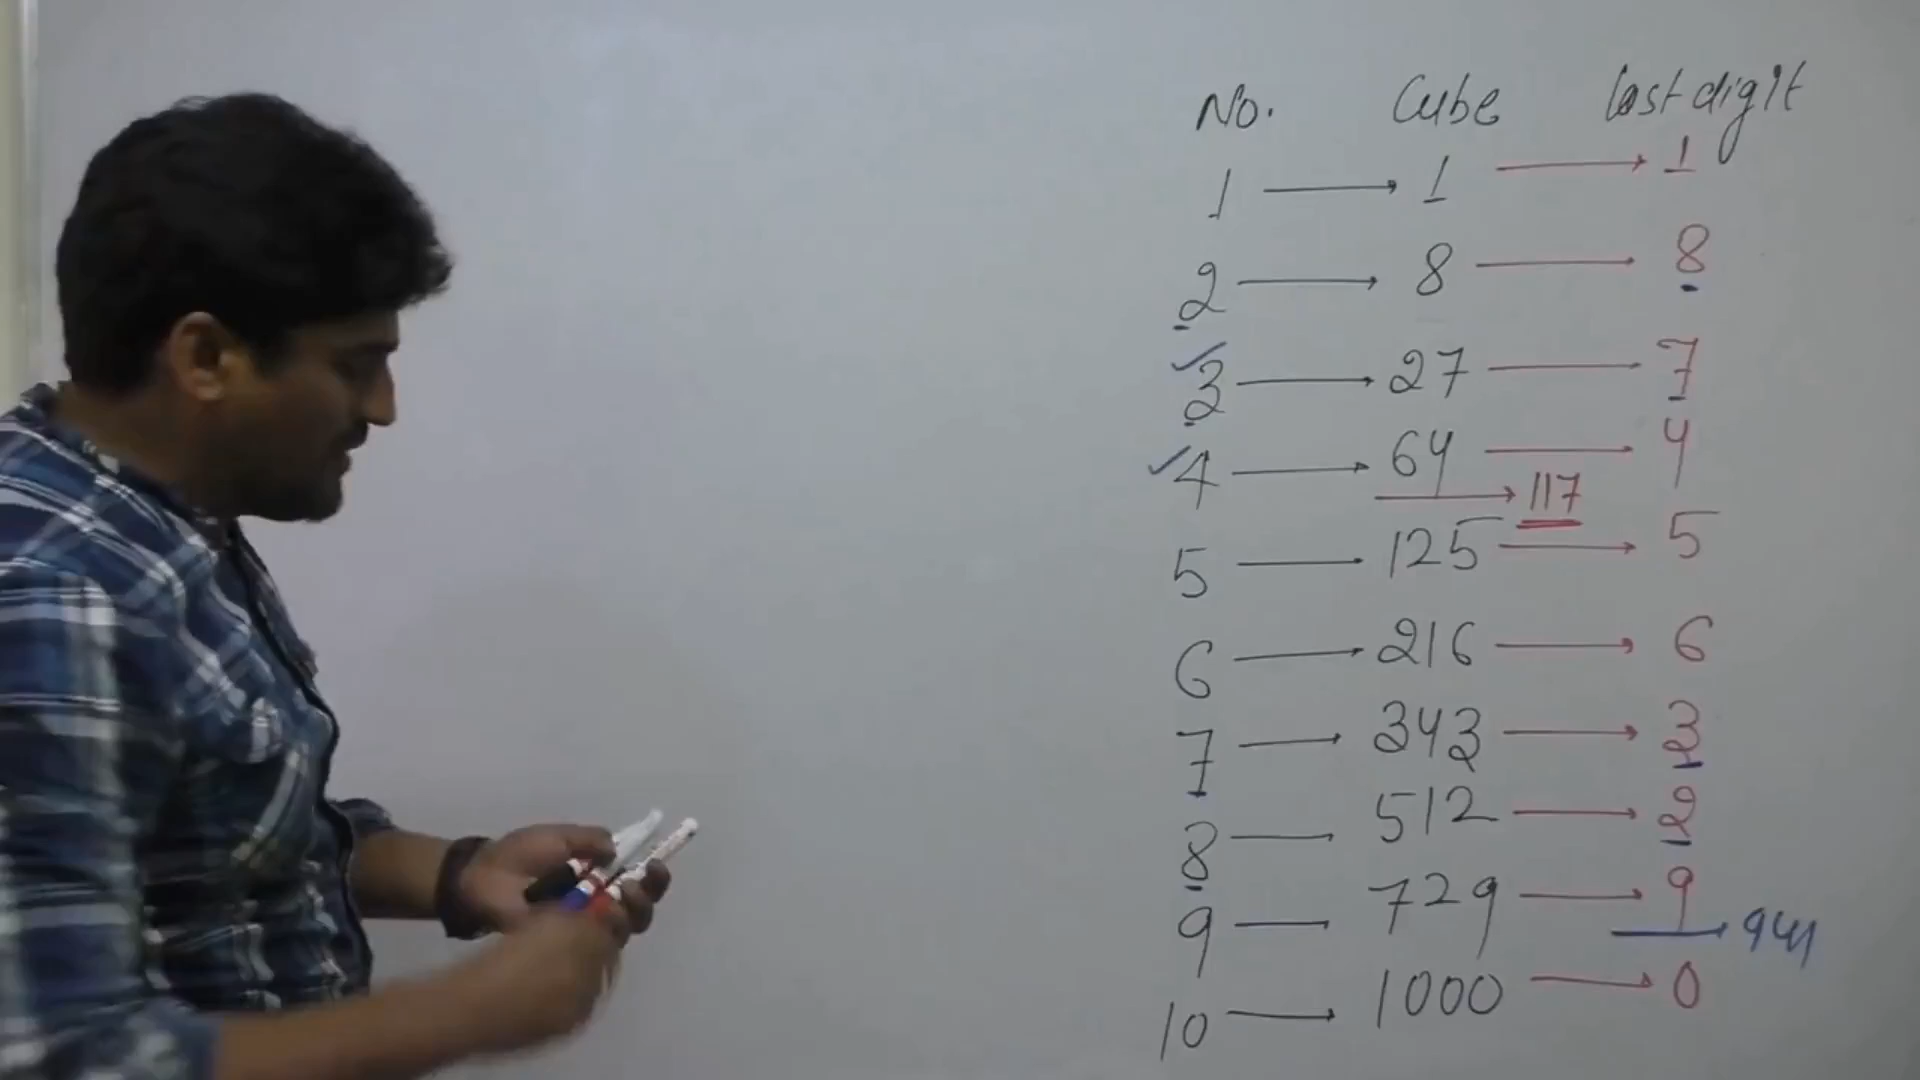 No. Cube last digit
1 → 1 → 1
2 → 8 → 8
✓3 → 27 → 7
✓4 → 64 → 4
→ 117
5 → 125 → 5
6 → 216 → 6
7 → 343 → 3
8 — 512 → 2
9 — 729 → 9
10 → 1000 → 0